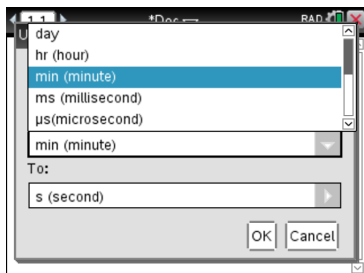 1.1
*Doc
RAD
U
day
hr (hour)
min (minute)
ms (millisecond)
µs(microsecond)
min (minute)
To:
s (second)
OK
Cancel